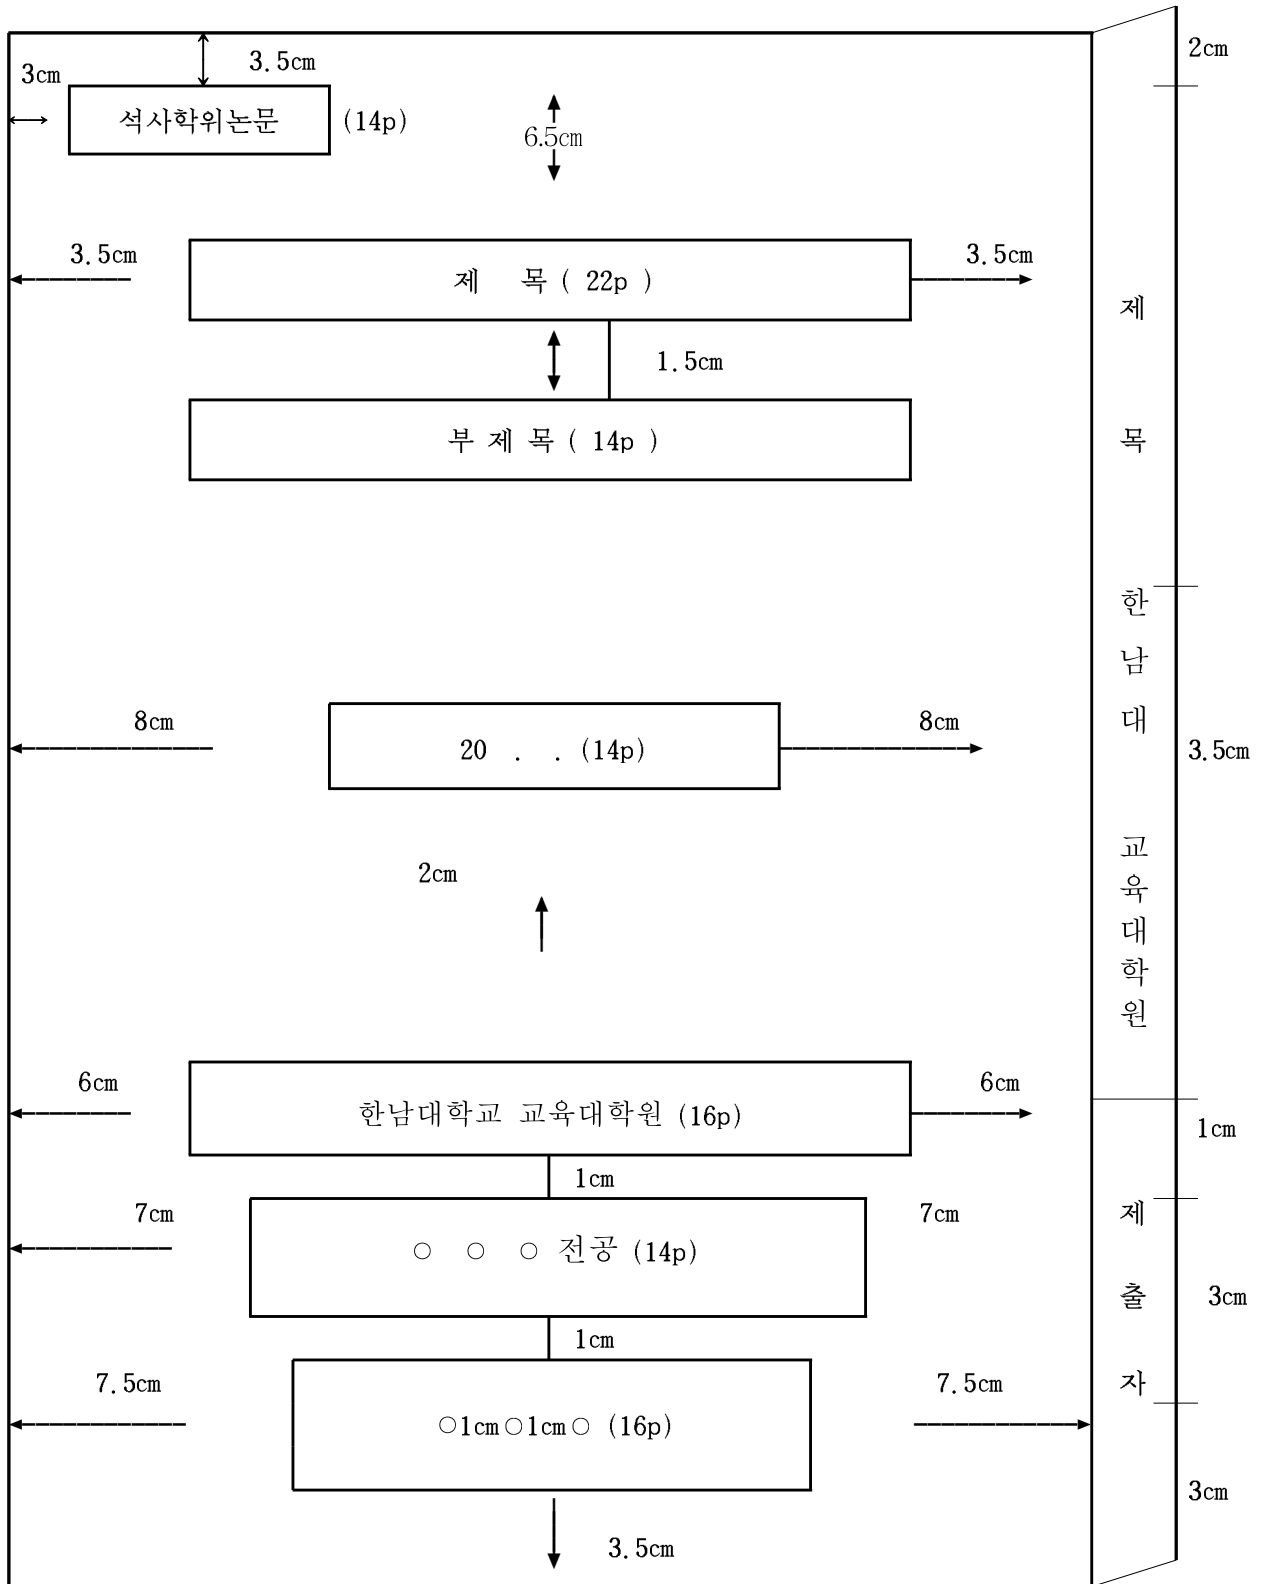 3cm
3.5cm
석사학위논문 (14p)
6.5cm
3.5cm
제 목 ( 22p )
3.5cm
1.5cm
부 제 목 ( 14p )
8cm
20 . . (14p)
8cm
2cm
6cm
한남대학교 교육대학원 (16p)
6cm
1cm
7cm
○ ○ ○ 전공 (14p)
7cm
1cm
7.5cm
○1cm○1cm○ (16p)
7.5cm
3.5cm
2cm
제
목
한
남
대
3.5cm
교
육
대
학
원
1cm
제
출
3cm
자
3cm